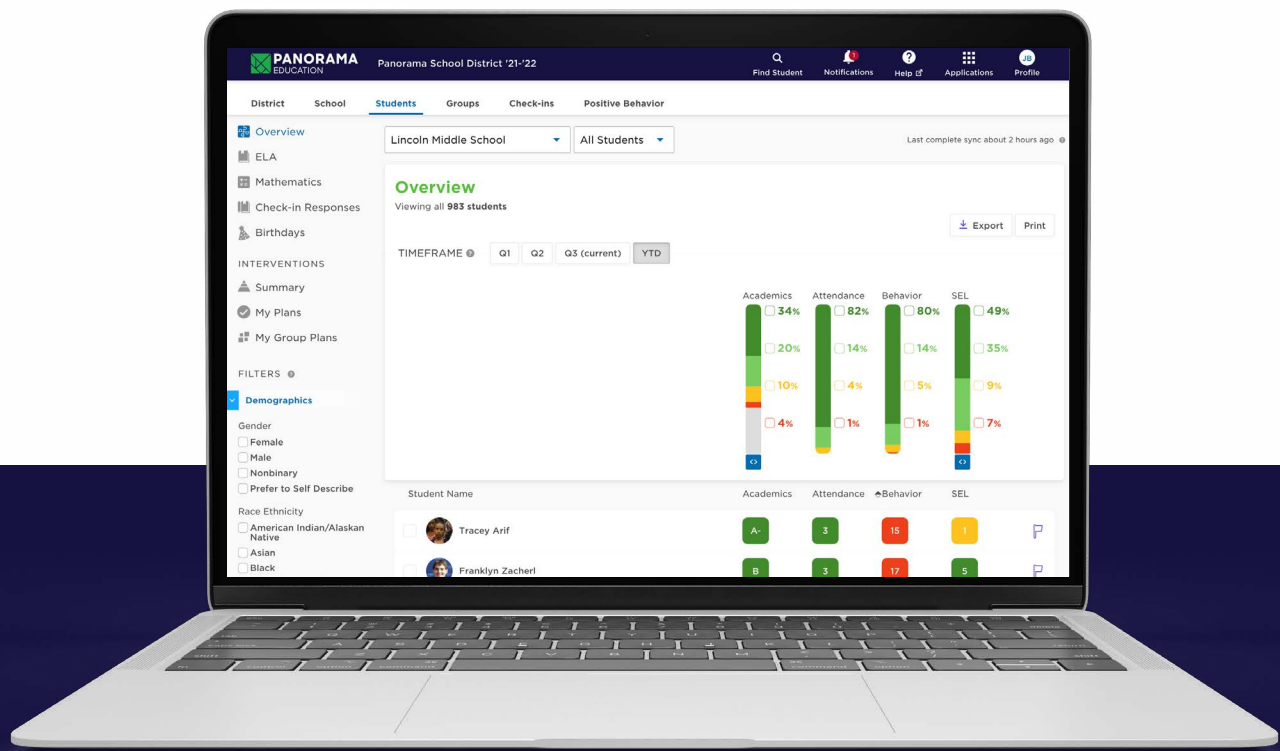 PANORAMA
EDUCATION
Panorama School District '21-'22
Find Student
Notifications
1
Help
Applications
JB
Profile
District School Students Groups Check-ins Positive Behavior
Overview
ELA
Mathematics
Check-in Responses
Birthdays
INTERVENTIONS
Summary
My Plans
My Group Plans
FILTERS
Demographics
Gender
Female
Male
Nonbinary
Prefer to Self Describe
Race Ethnicity
American Indian/Alaskan
Native
Asian
Black
Lincoln Middle School
All Students
Last complete sync about 2 hours ago
Overview
Viewing all 983 students
Export Print
TIMEFRAME Q1 Q2 Q3 (current) YTD
Academics Attendance Behavior SEL
34% 82% 80% 49%
20% 14% 14% 35%
10% 4% 5% 9%
4% 1% 1% 7%
Student Name Academics Attendance Behavior SEL
Tracey Arif A- 3 15 1
Franklyn Zacherl B 3 17 5